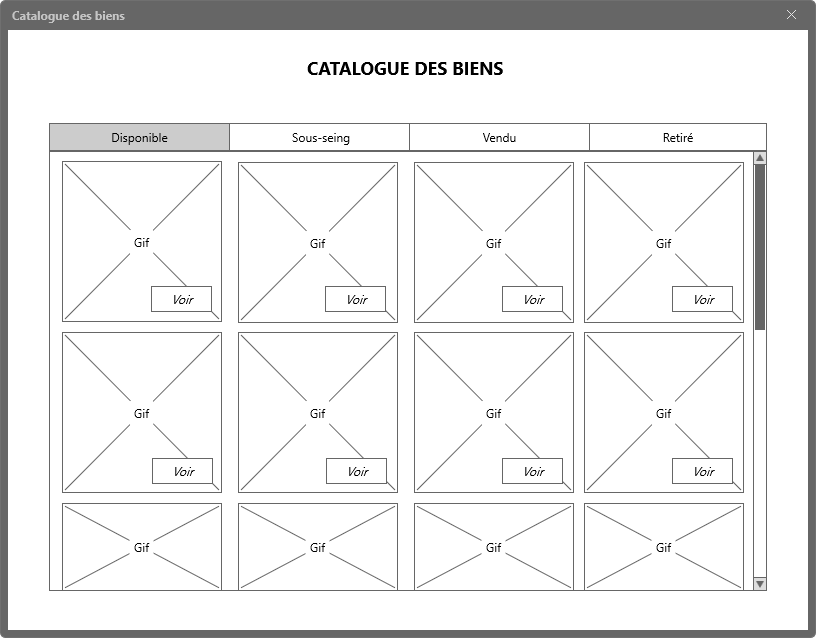 Catalogue des biens
CATALOGUE DES BIENS
Disponible Sous-seing Vendu Retiré
Gif Gif Gif Gif
Voir Voir Voir Voir
Gif Gif Gif Gif
Voir Voir Voir Voir
Gif Gif Gif Gif